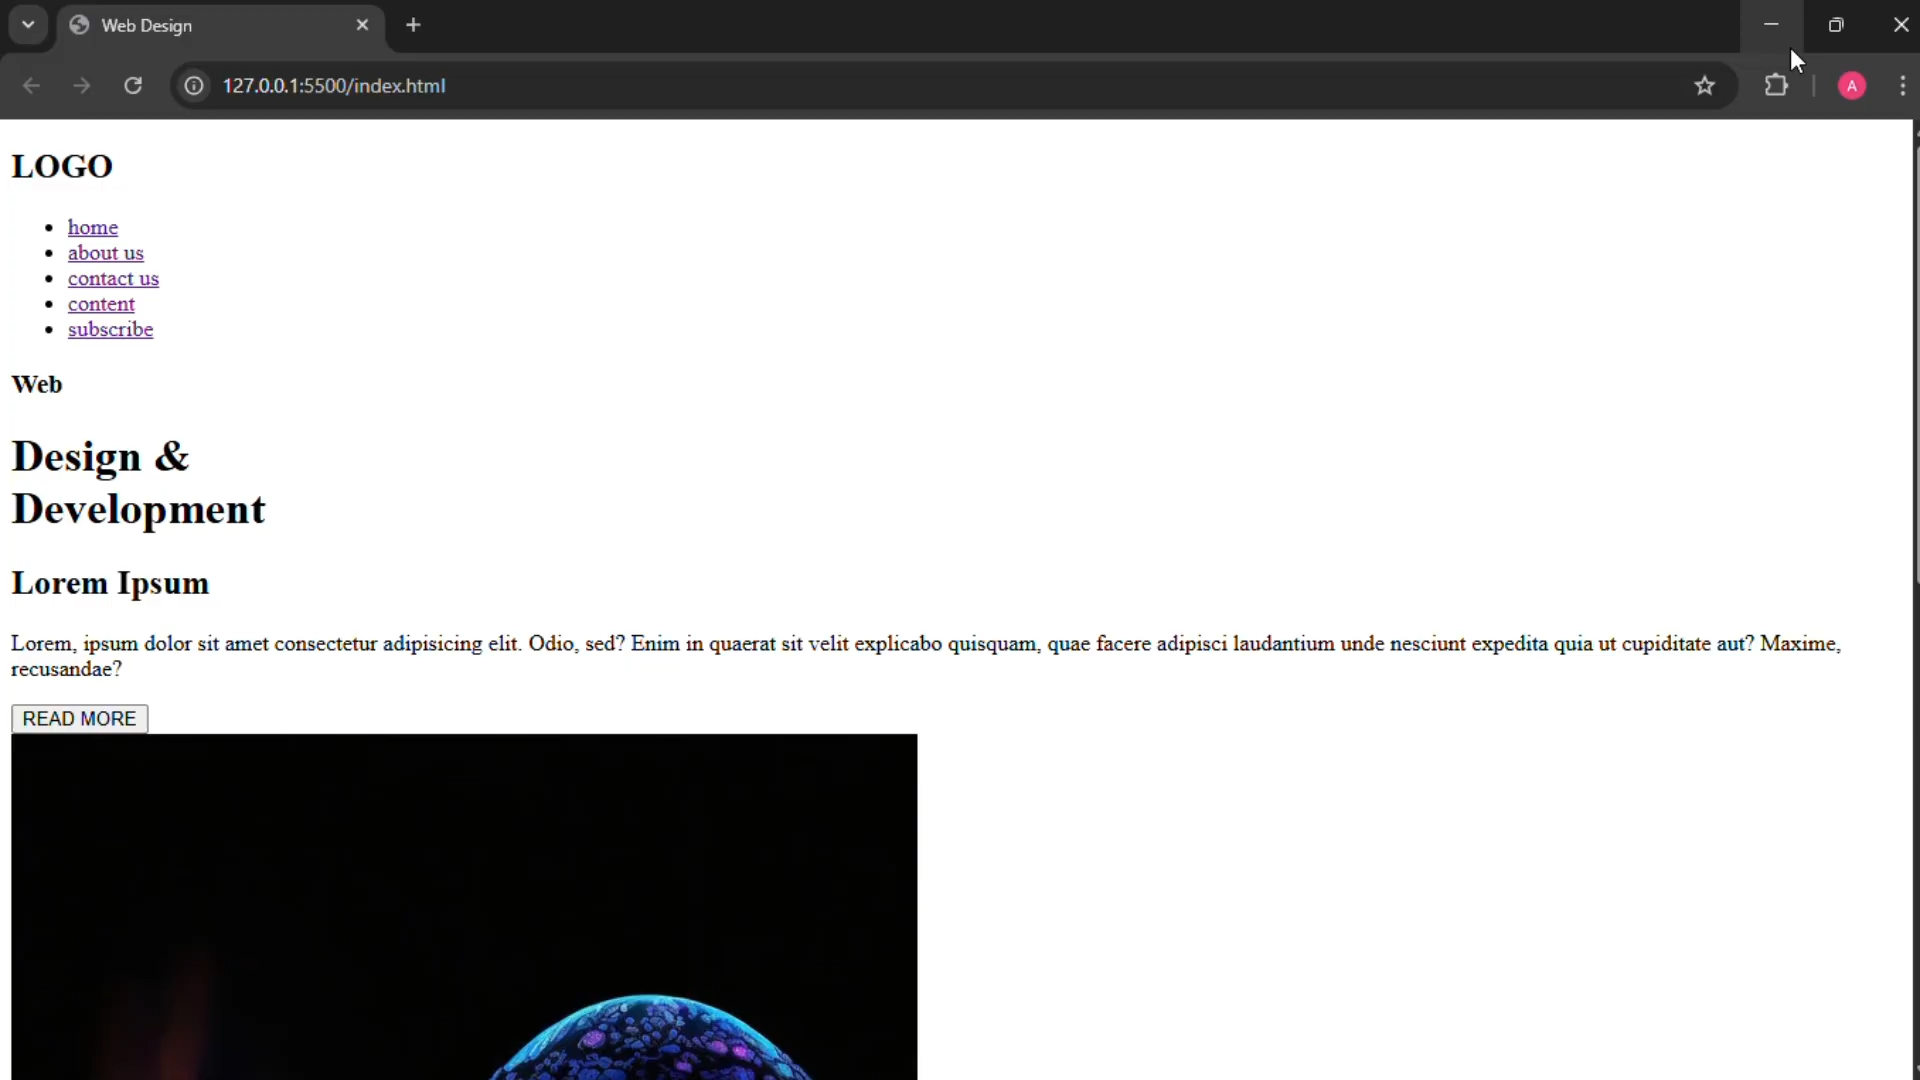 Web Design
127.0.0.1:5500/index.html
A
LOGO
home
about us
contact us
content
subscribe
Web
Design &
Development
Lorem Ipsum
Lorem, ipsum dolor sit amet consectetur adipisicing elit. Odio, sed? Enim in quaerat sit velit explicabo quisquam, quae facere adipisci laudantium unde nesciunt expedita quia ut cupiditate aut? Maxime,
recusandae?
READ MORE